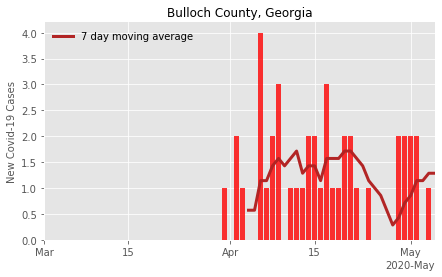 Bulloch County, Georgia
7 day moving average
New Covid-19 Cases
4.0
3.5
3.0
2.5
2.0
1.5
1.0
0.5
0.0
Mar 15 Apr 15 May
2020-May